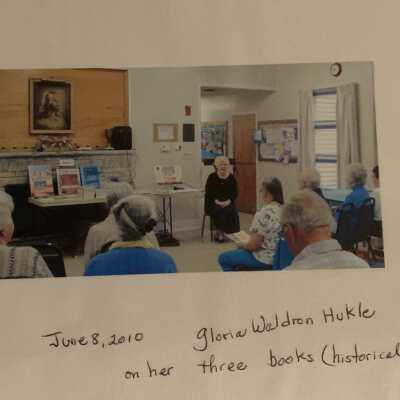 June 8, 2010 Gloria Waldron Hukle
on her three books (historical